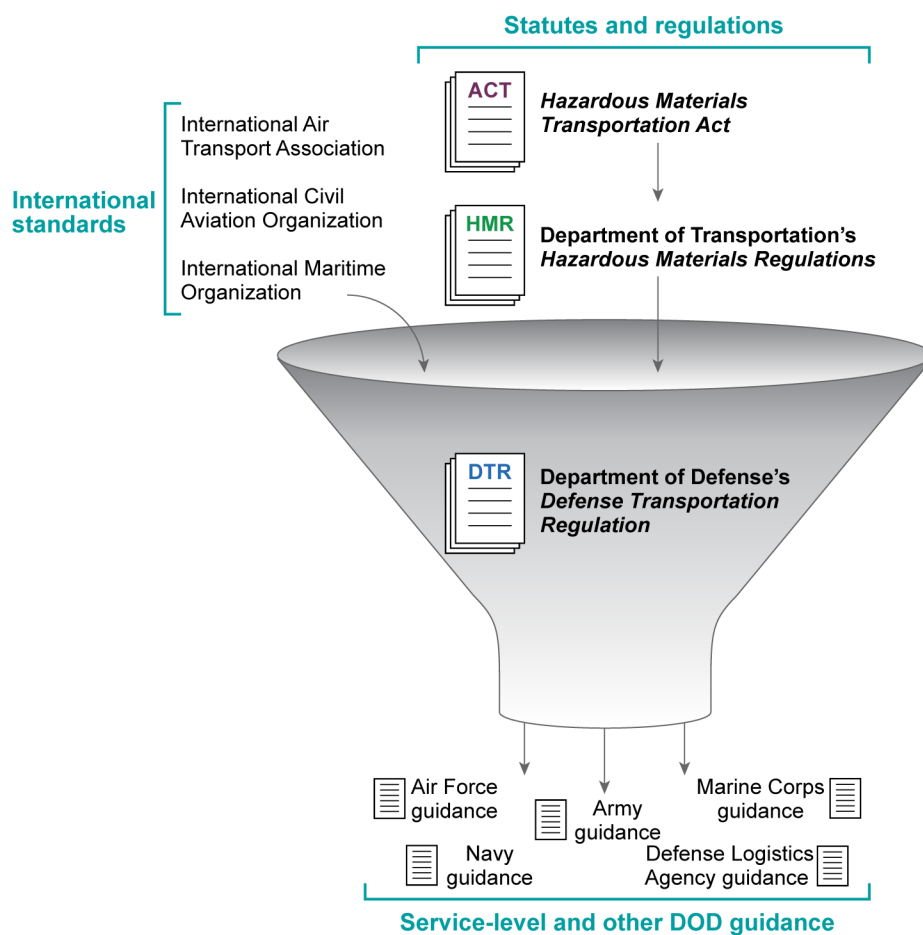 Statutes and regulations
ACT
Hazardous Materials
Transportation Act
International Air
Transport Association
International
standards
International Civil
Aviation Organization
HMR
Department of Transportation’s
Hazardous Materials Regulations
International Maritime
Organization
DTR
Department of Defense’s
Defense Transportation
Regulation
Air Force
guidance
Army
guidance
Marine Corps
guidance
Navy
guidance
Defense Logistics
Agency guidance
Service-level and other DOD guidance